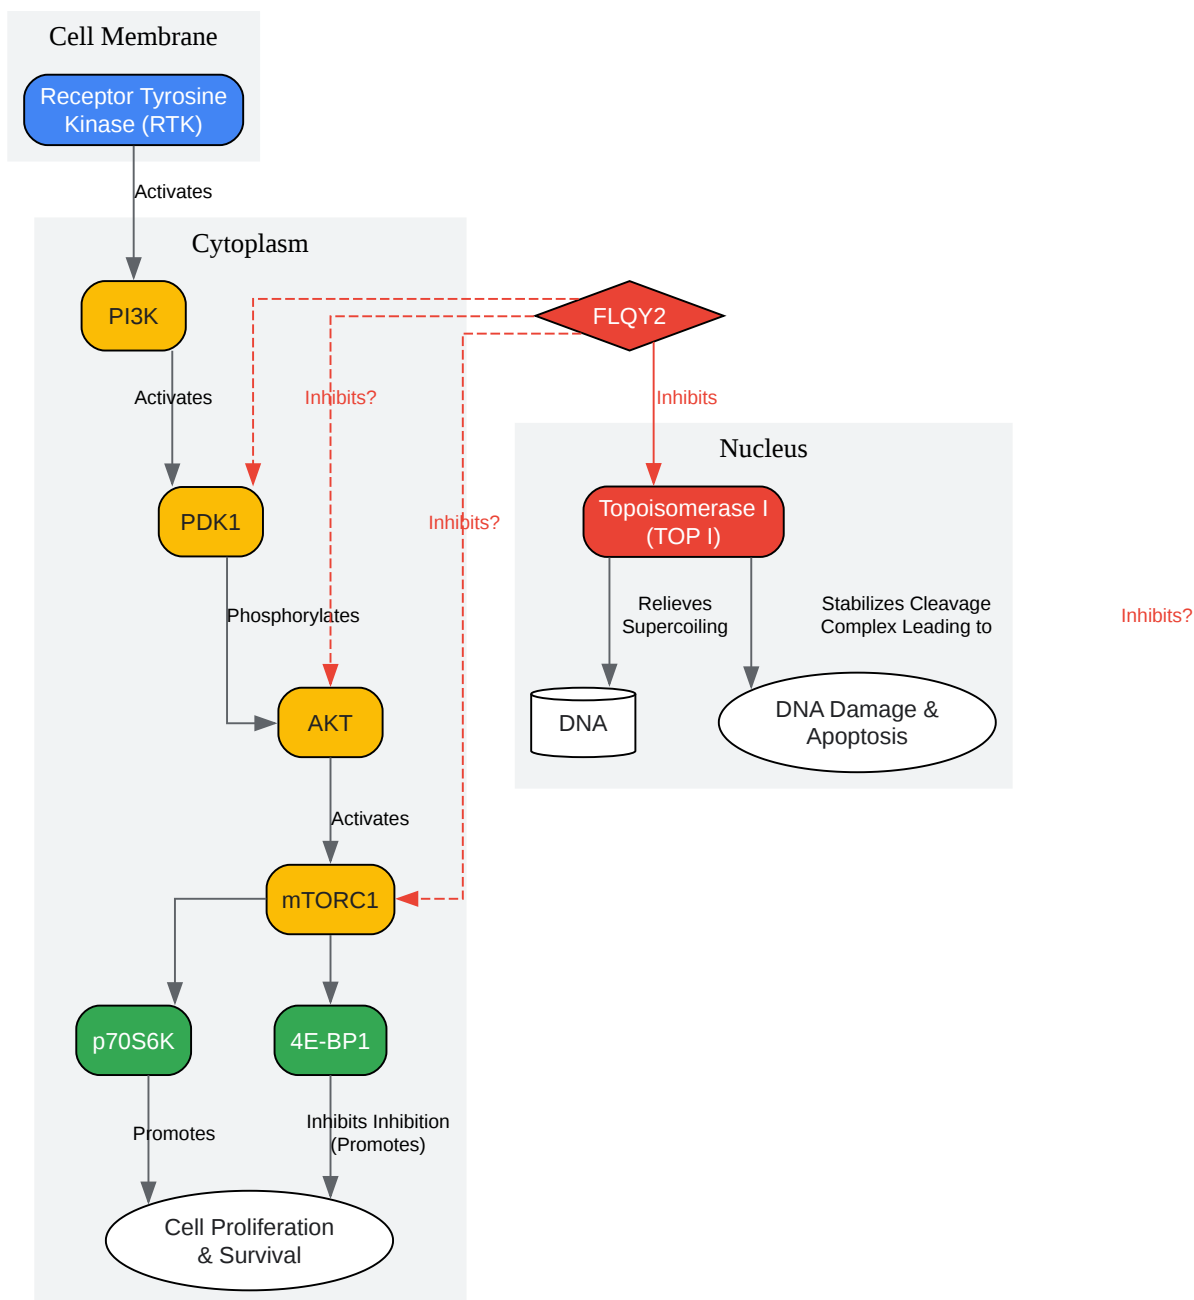 Cell Membrane
Receptor Tyrosine
Kinase (RTK)
Activates
Cytoplasm
PI3K
FLQY2
Activates
Inhibits?
Inhibits
Nucleus
PDK1
Inhibits?
Topoisomerase I
(TOP I)
Phosphorylates
Relieves
Supercoiling
Stabilizes Cleavage
Complex Leading to
Inhibits?
AKT
DNA
DNA Damage &
Apoptosis
Activates
mTORC1
p70S6K
4E-BP1
Promotes
Inhibits Inhibition
(Promotes)
Cell Proliferation
& Survival